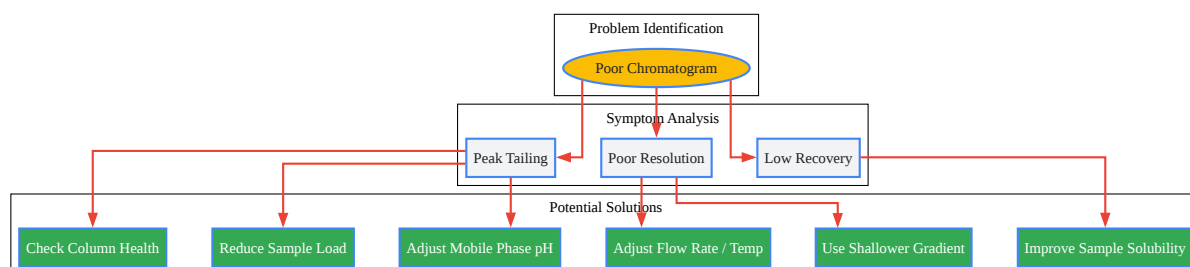 Problem Identification
Poor Chromatogram
Symptom Analysis
Peak Tailing
Poor Resolution
Low Recovery
Potential Solutions
Check Column Health
Reduce Sample Load
Adjust Mobile Phase pH
Adjust Flow Rate / Temp
Use Shallower Gradient
Improve Sample Solubility